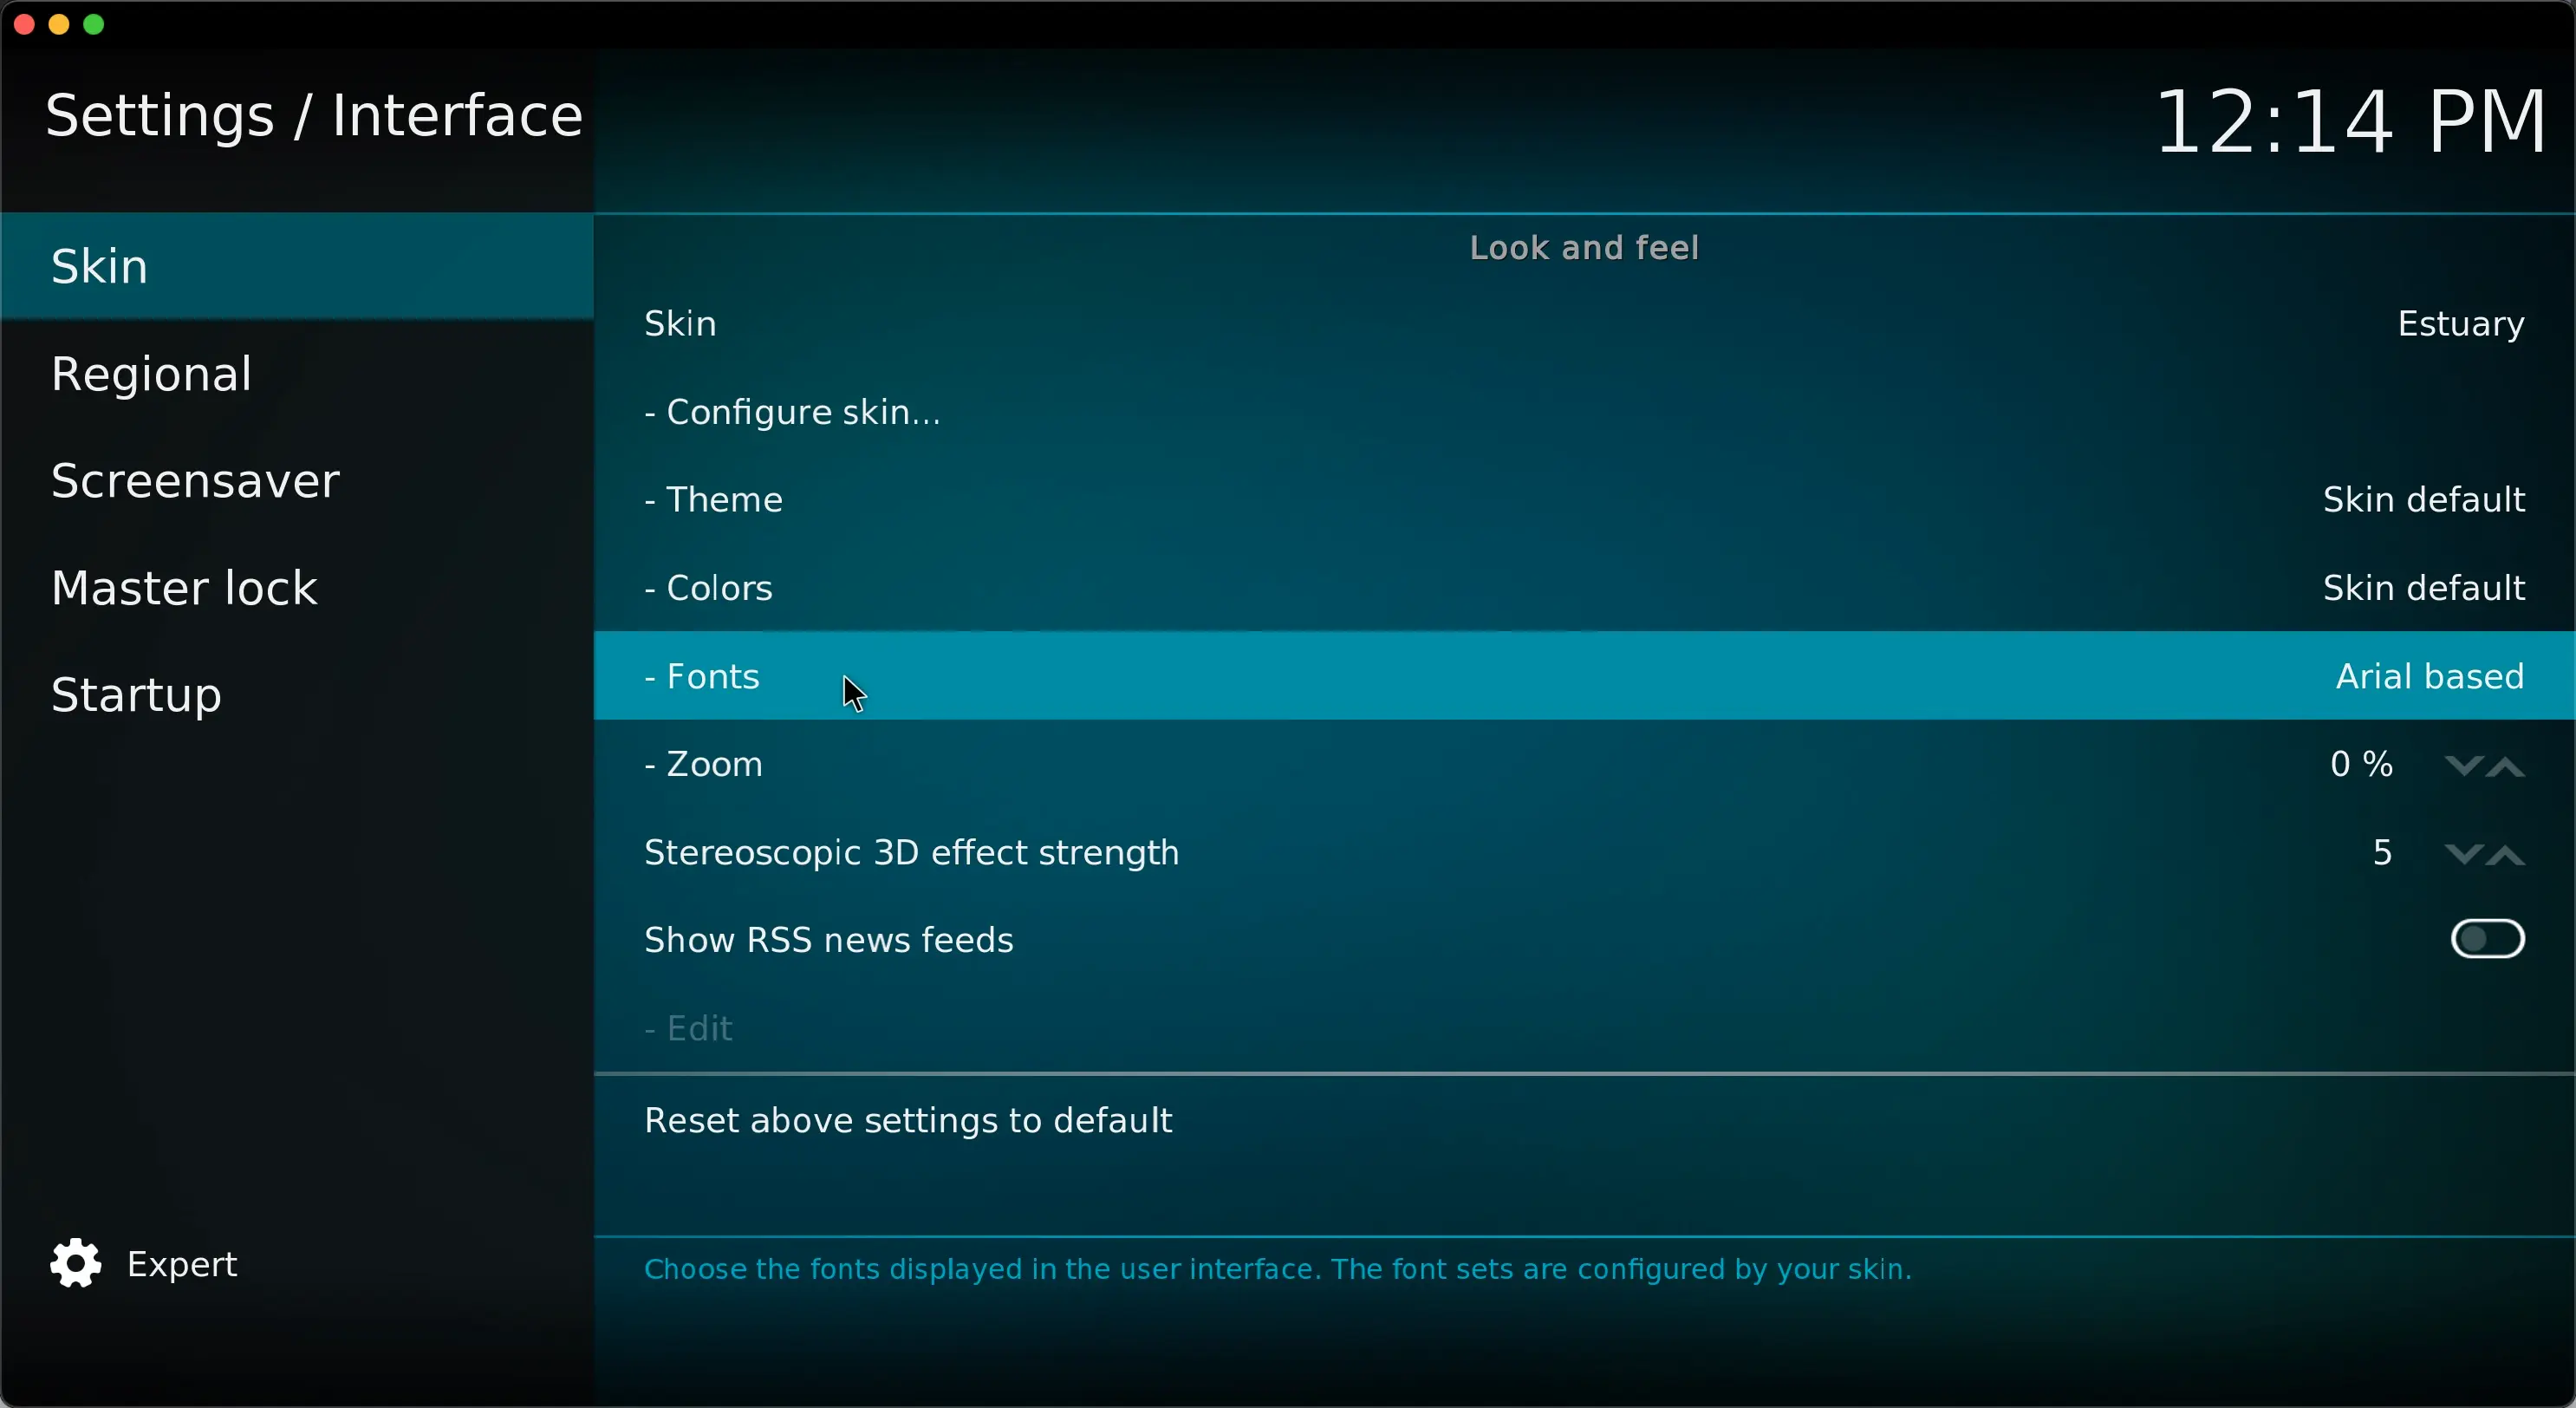 Settings / Interface
12:14 PM
Skin
Regional
Screensaver
Master lock
Startup
Expert
Look and feel
Skin Estuary
- Configure skin...
- Theme Skin default
- Colors Skin default
- Fonts Arial based
- Zoom 0 %
Stereoscopic 3D effect strength 5
Show RSS news feeds
- Edit
Reset above settings to default
Choose the fonts displayed in the user interface. The font sets are configured by your skin.